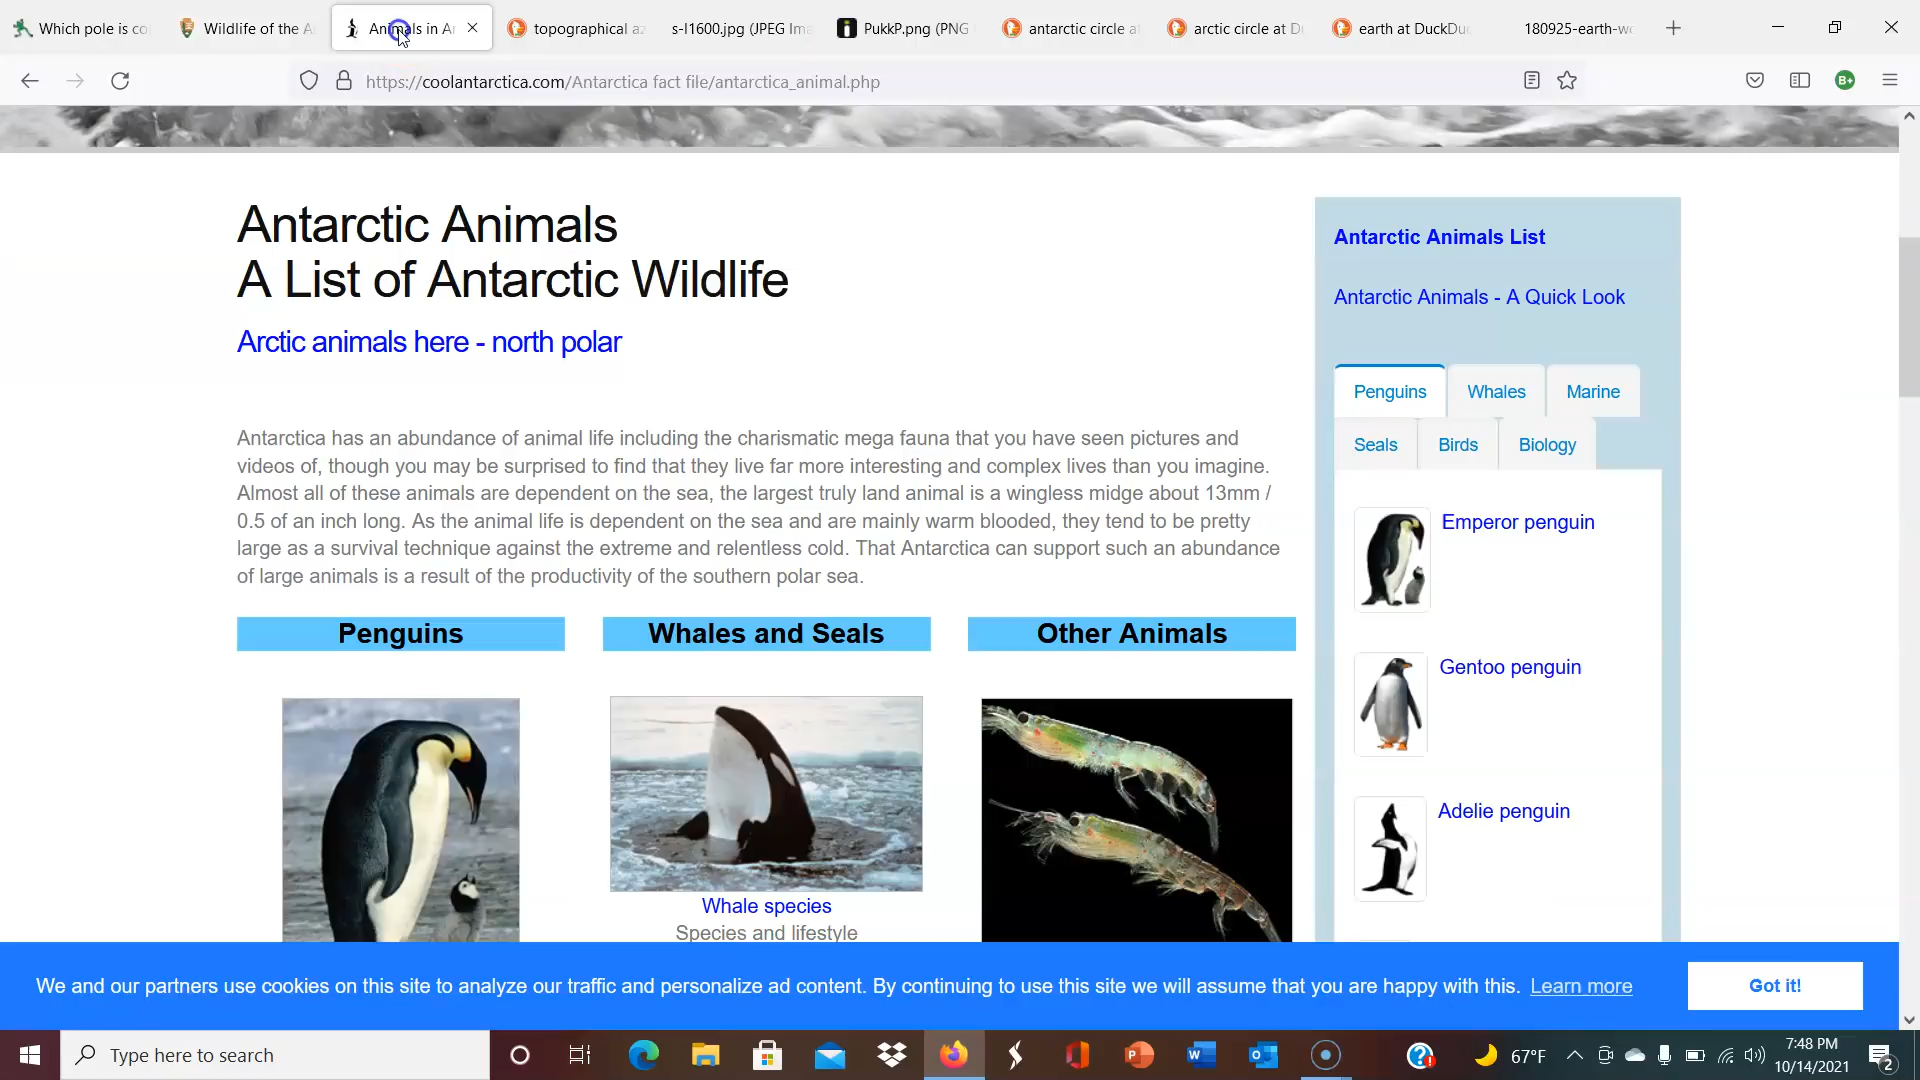 Which pole is co
Wildlife of the A
Animals in Ar
topographical az
s-l1600.jpg (JPEG Ima
PukkP.png (PNG
antarctic circle at
arctic circle at D
earth at DuckDu
180925-earth-we
https://coolantarctica.com/Antarctica fact file/antarctica_animal.php
B+
Antarctic Animals
A List of Antarctic Wildlife
Arctic animals here - north polar
Antarctica has an abundance of animal life including the charismatic mega fauna that you have seen pictures and
videos of, though you may be surprised to find that they live far more interesting and complex lives than you imagine.
Almost all of these animals are dependent on the sea, the largest truly land animal is a wingless midge about 13mm /
0.5 of an inch long. As the animal life is dependent on the sea and are mainly warm blooded, they tend to be pretty
large as a survival technique against the extreme and relentless cold. That Antarctica can support such an abundance
of large animals is a result of the productivity of the southern polar sea.
Penguins
Whales and Seals
Other Animals
Whale species
Species and lifestyle
Antarctic Animals List
Antarctic Animals - A Quick Look
Penguins
Whales
Marine
Seals
Birds
Biology
Emperor penguin
Gentoo penguin
Adelie penguin
We and our partners use cookies on this site to analyze our traffic and personalize ad content. By continuing to use this site we will assume that you are happy with this. Learn more
Got it!
Type here to search
67°F
7:48 PM
10/14/2021
2